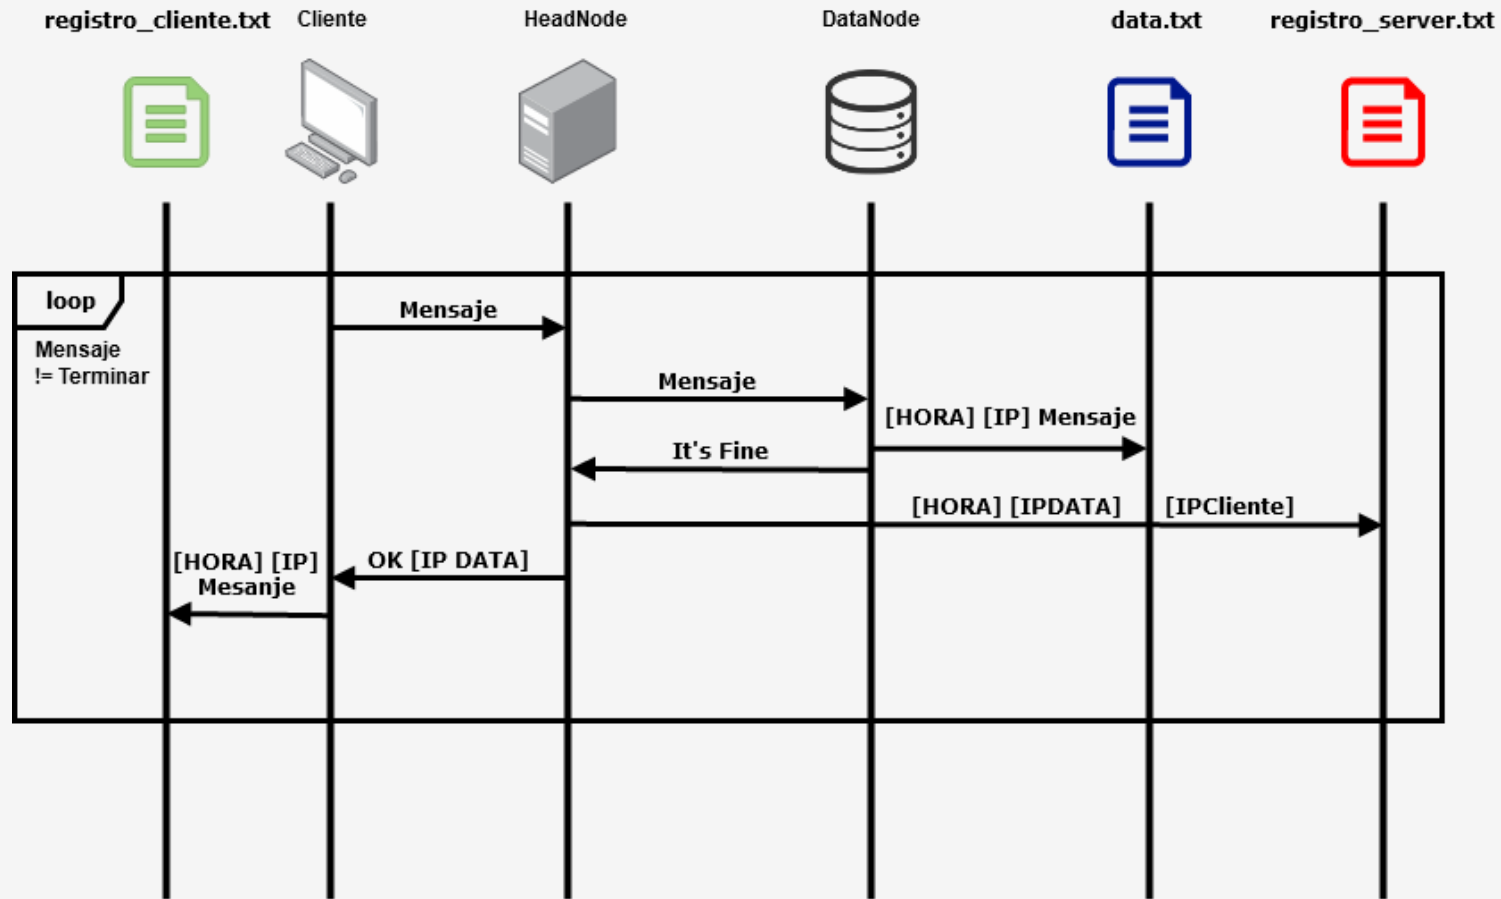 registro_cliente.txt
Cliente
HeadNode
DataNode
data.txt
registro_server.txt
loop
Mensaje
!= Terminar
Mensaje
Mensaje
[HORA] [IP] Mensaje
It's Fine
[HORA] [IPDATA]
[IPCliente]
OK [IP DATA]
[HORA] [IP]
Mesanje